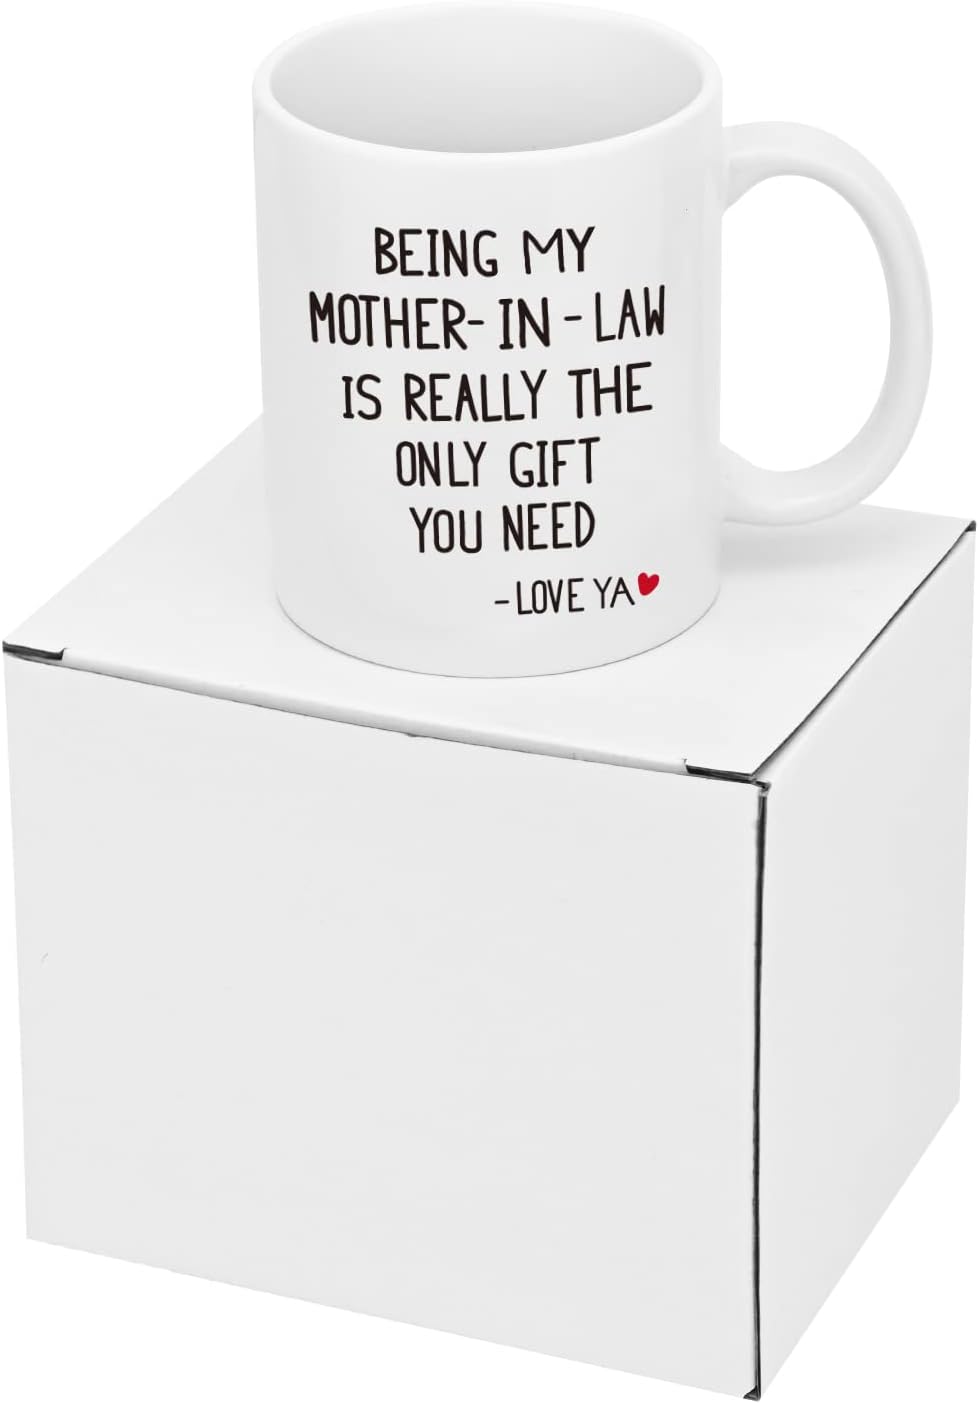 BEING MY
MOTHER-IN-LAW
IS REALLY THE
ONLY GIFT
YOU NEED
-LOVE YA